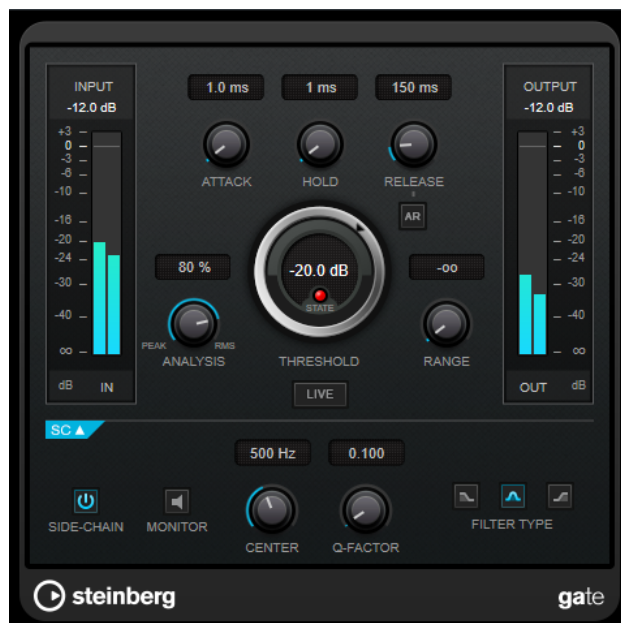 INPUT
-12.0 dB
+3
0
-3
-6
-10
-16
-20
-24
-30
-40
∞
dB IN
1.0 ms 1 ms 150 ms
ATTACK HOLD RELEASE
AR
80 %
PEAK RMS
ANALYSIS
-20.0 dB
STATE
THRESHOLD
-∞
RANGE
LIVE
OUTPUT
-12.0 dB
+3
0
-3
-6
-10
-16
-20
-24
-30
-40
∞
OUT dB
SC
500 Hz 0.100
SIDE-CHAIN MONITOR
CENTER Q-FACTOR
FILTER TYPE
steinberg gate